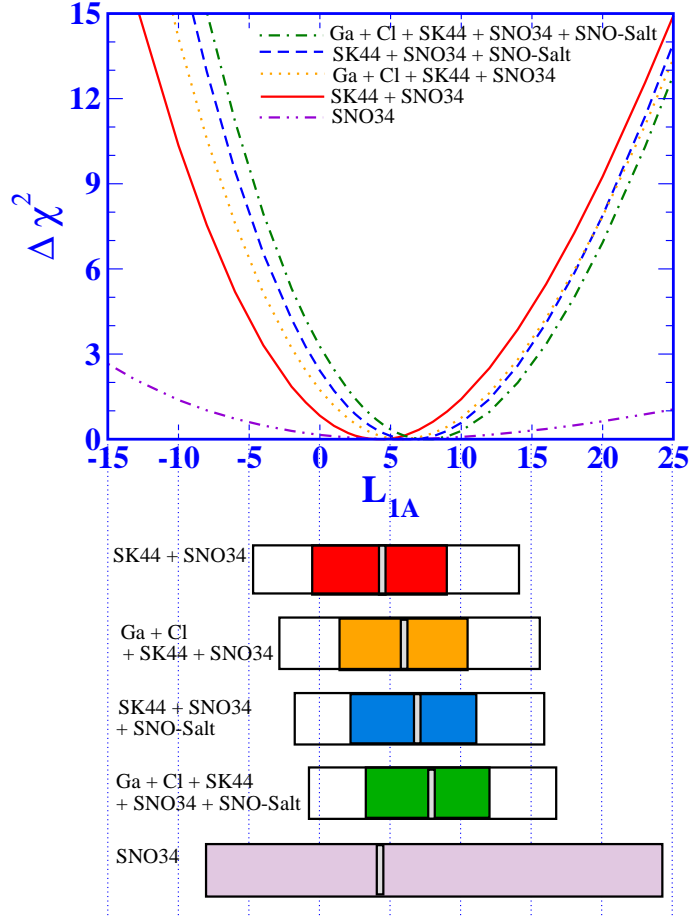 15
12
9
6
3
0
Δχ²
Ga + Cl + SK44 + SNO34 + SNO-Salt
SK44 + SNO34 + SNO-Salt
Ga + Cl + SK44 + SNO34
SK44 + SNO34
SNO34
-15 -10 -5 0 5 10 15 20 25
L1A
SK44 + SNO34
Ga + Cl
+ SK44 + SNO34
SK44 + SNO34
+ SNO-Salt
Ga + Cl + SK44
+ SNO34 + SNO-Salt
SNO34